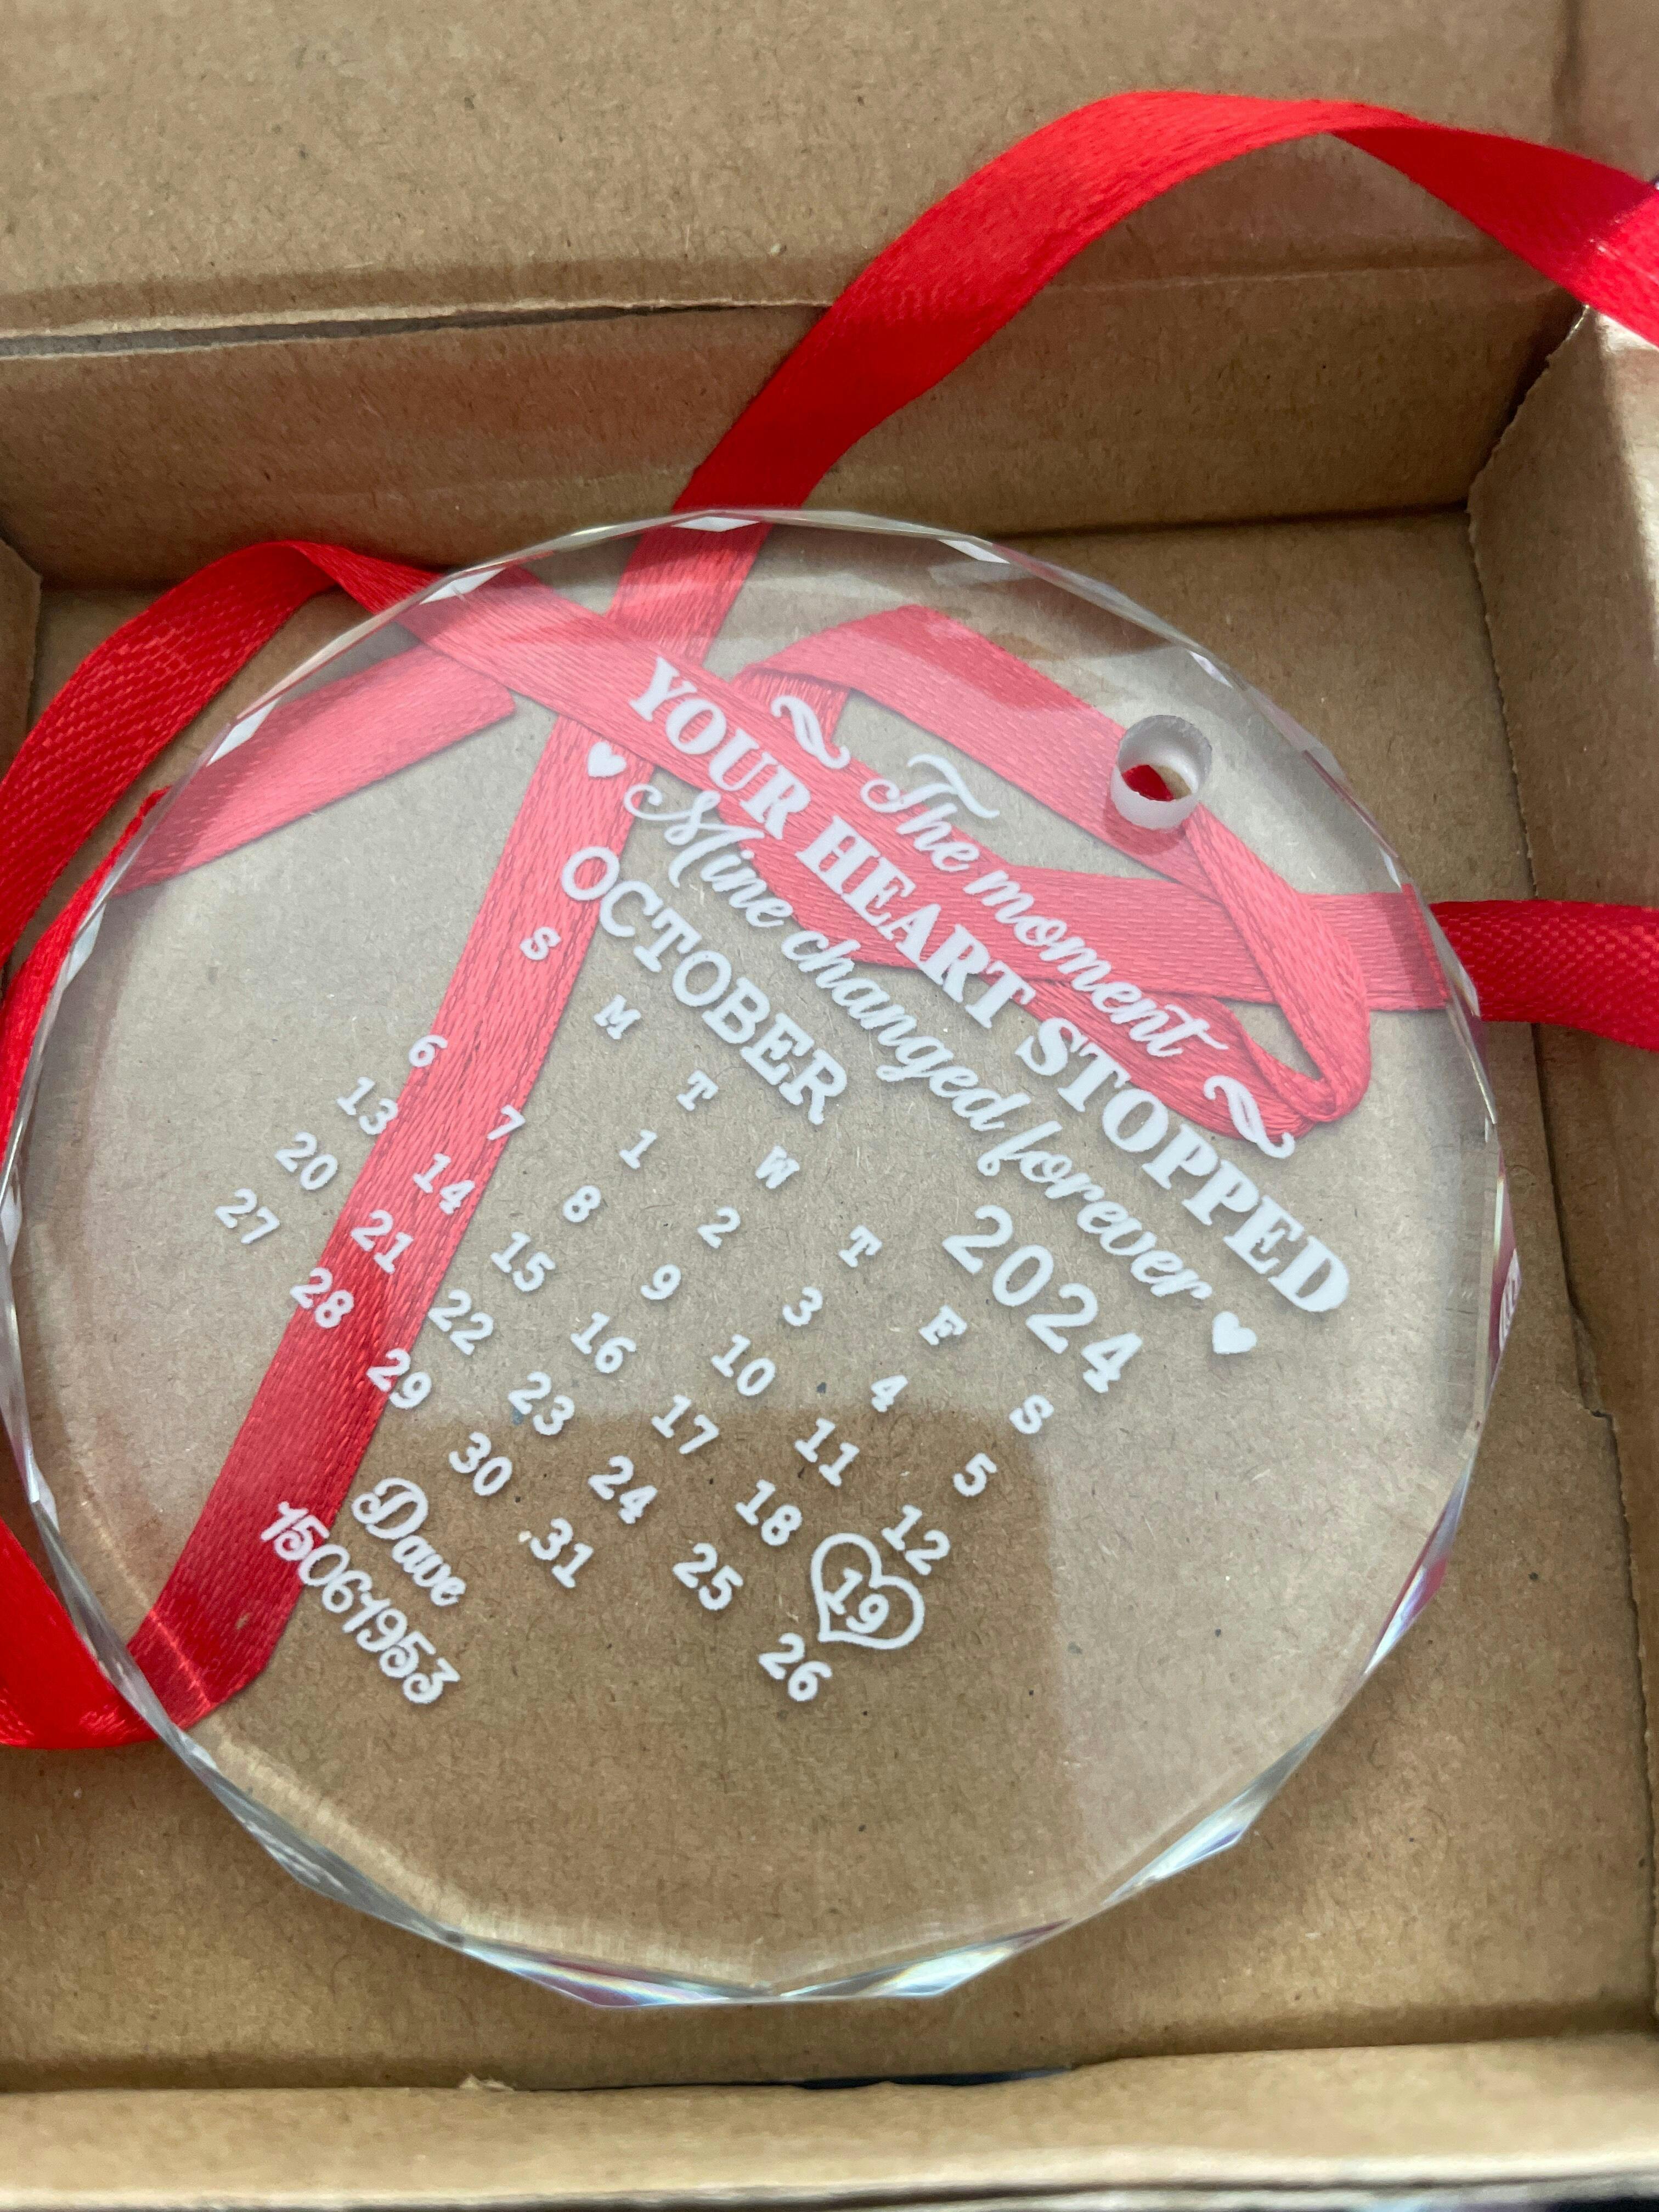 The moment
YOUR HEART STOPPED
Mine changed forever
OCTOBER 2024
S M T W T F S
1 2 3 4 5
6 7 8 9 10 11 12
13 14 15 16 17 18 19
20 21 22 23 24 25 26
27 28 29 30 31
Dave
15061953